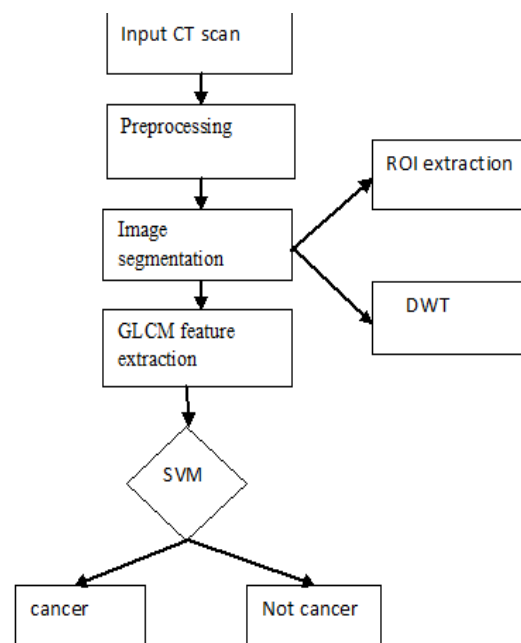 Input CT scan
Preprocessing
ROI extraction
Image
segmentation
DWT
GLCM feature
extraction
SVM
cancer
Not cancer